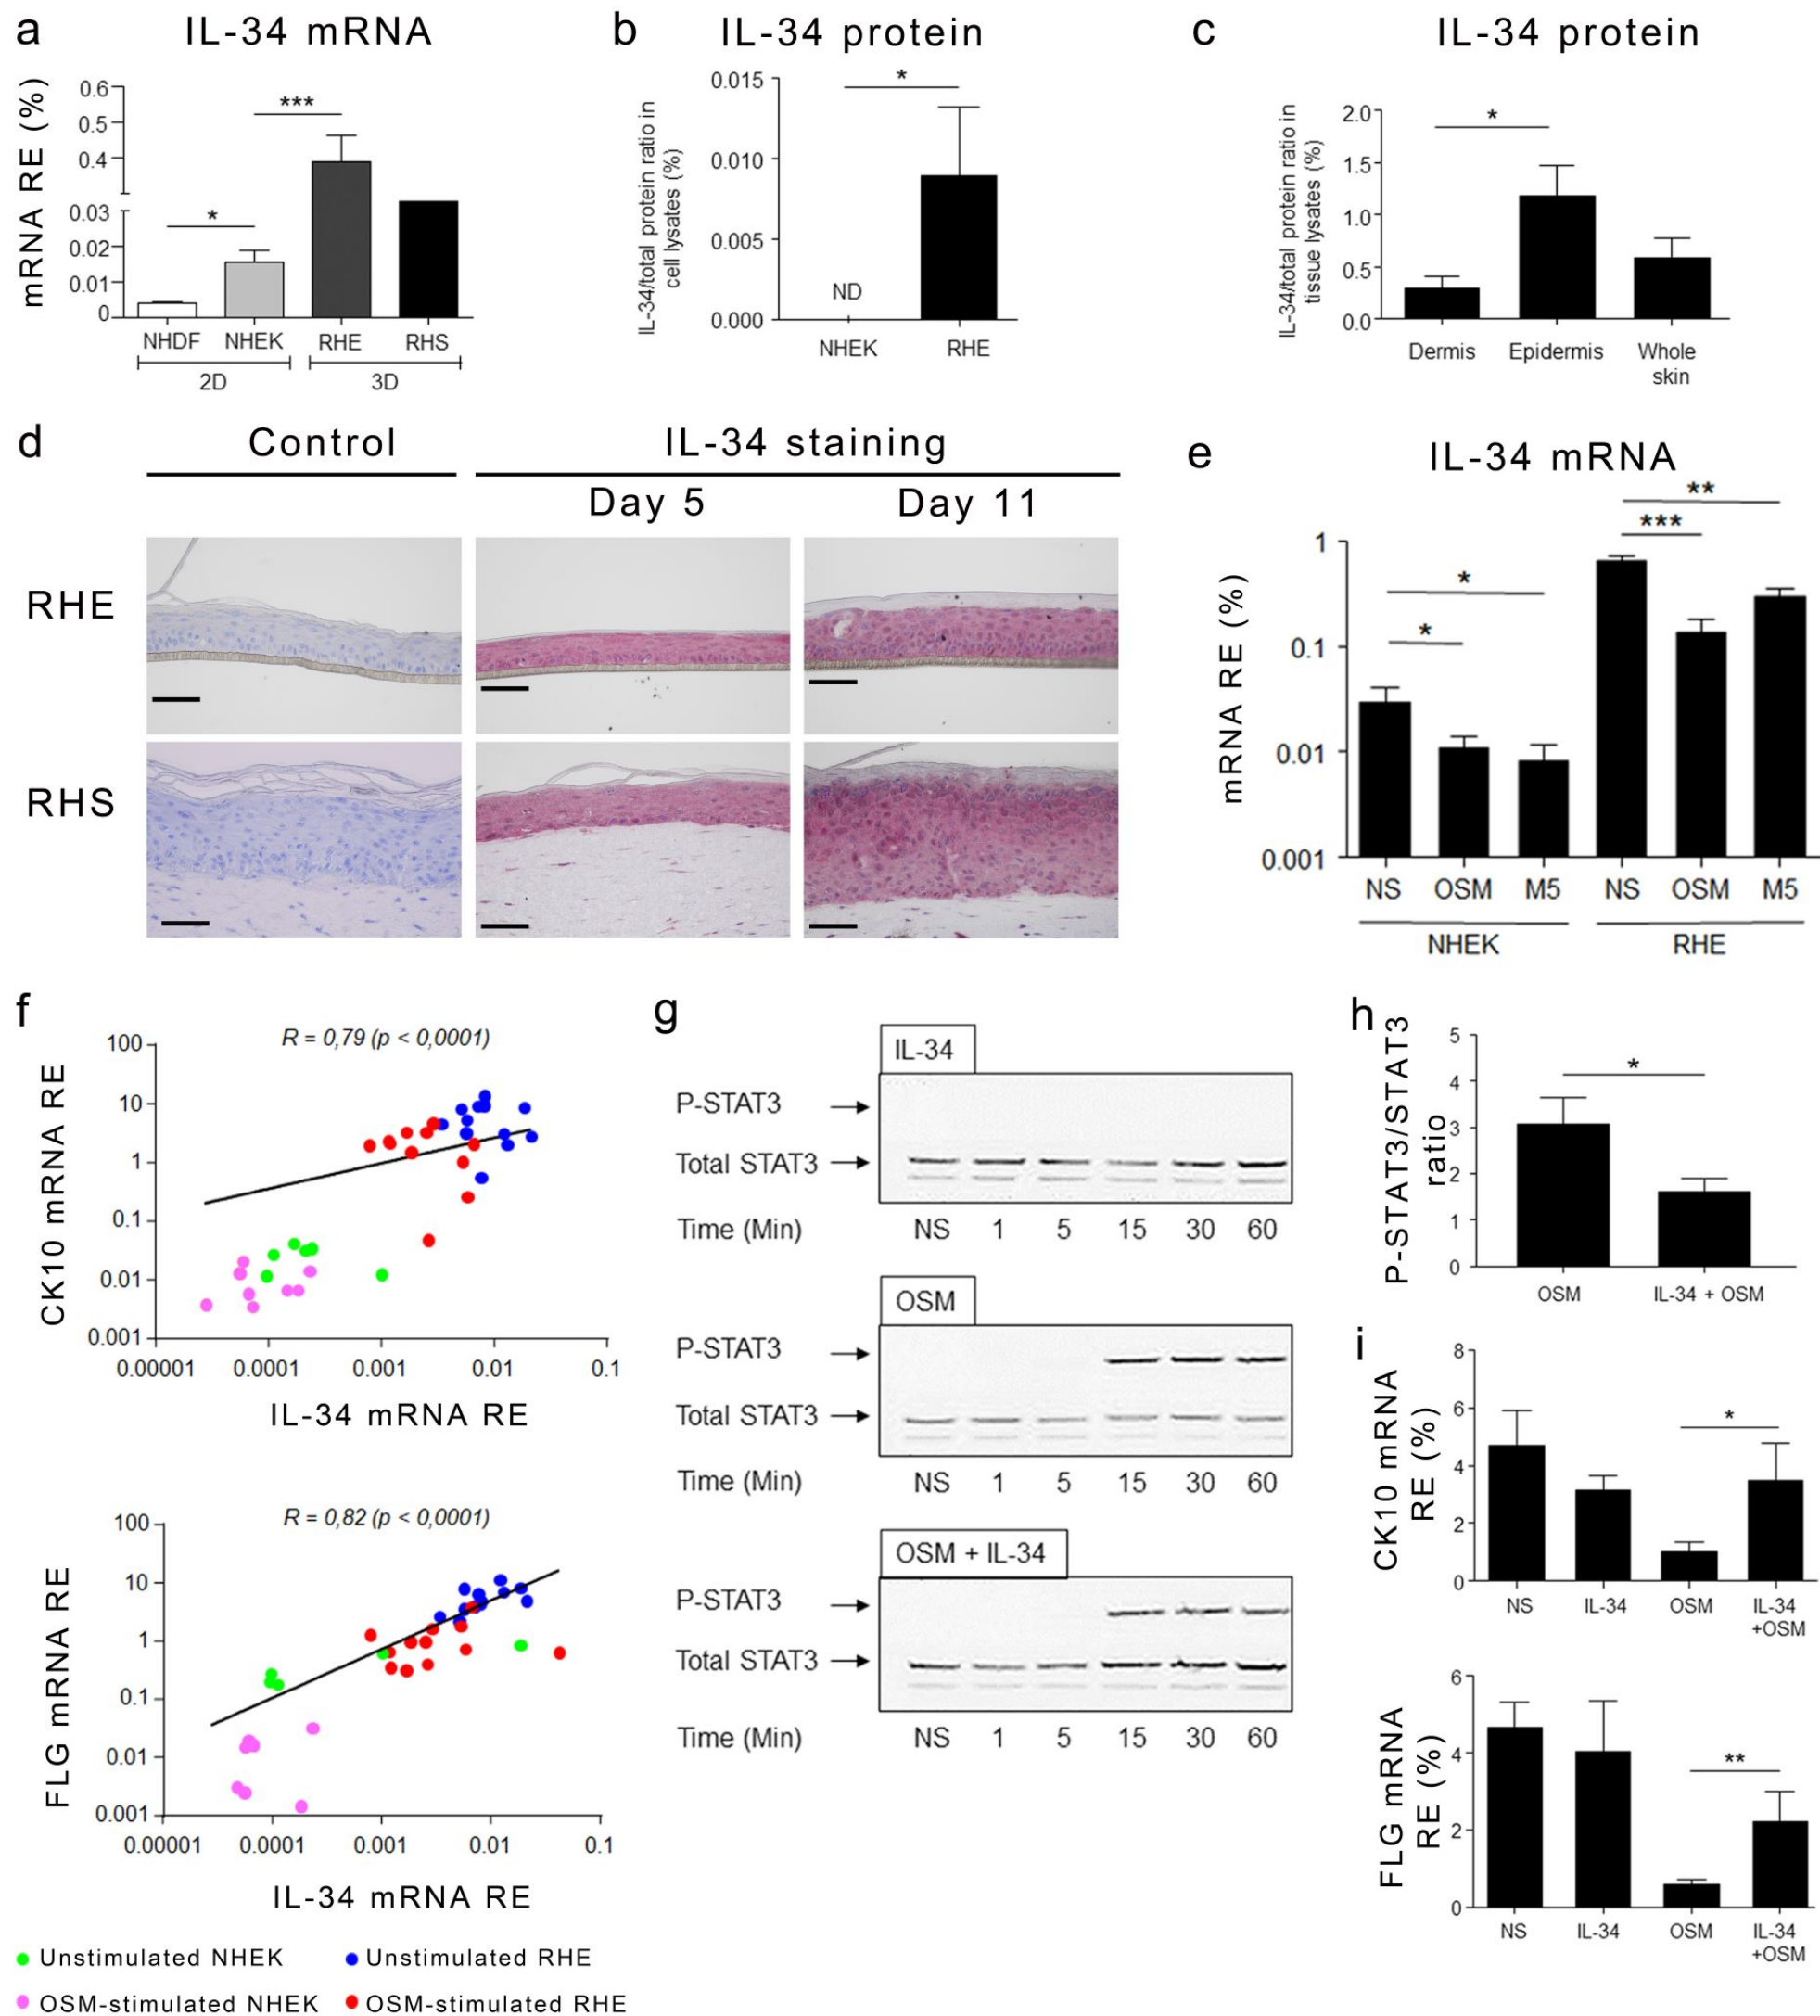 a
IL-34 mRNA
mRNA RE (%)
0.6
0.5
0.4
0.03
0.02
0.01
0
*
***
NHDF
NHEK
RHE
RHS
2D
3D
b
IL-34 protein
IL-34/total protein ratio in
cell lysates (%)
0.015
0.010
0.005
0.000
*
ND
NHEK
RHE
c
IL-34 protein
IL-34/total protein ratio in
tissue lysates (%)
2.0
1.5
1.0
0.5
0.0
*
Dermis
Epidermis
Whole
skin
d
Control
IL-34 staining
Day 5
Day 11
RHE
RHS
e
IL-34 mRNA
mRNA RE (%)
1
0.1
0.01
0.001
*
*
**
***
NS
OSM
M5
NS
OSM
M5
NHEK
RHE
f
R = 0,79 (p < 0,0001)
CK10 mRNA RE
100
10
1
0.1
0.01
0.001
0.00001
0.0001
0.001
0.01
0.1
IL-34 mRNA RE
R = 0,82 (p < 0,0001)
FLG mRNA RE
100
10
1
0.1
0.01
0.001
0.00001
0.0001
0.001
0.01
0.1
IL-34 mRNA RE
Unstimulated NHEK
Unstimulated RHE
OSM-stimulated NHEK
OSM-stimulated RHE
g
IL-34
P-STAT3
Total STAT3
Time (Min)
NS
1
5
15
30
60
OSM
P-STAT3
Total STAT3
Time (Min)
NS
1
5
15
30
60
OSM + IL-34
P-STAT3
Total STAT3
Time (Min)
NS
1
5
15
30
60
h
P-STAT3/STAT3
ratio
5
4
3
2
1
0
*
OSM
IL-34 + OSM
i
CK10 mRNA
RE (%)
8
6
4
2
0
*
NS
IL-34
OSM
IL-34
+OSM
FLG mRNA
RE (%)
6
4
2
0
**
NS
IL-34
OSM
IL-34
+OSM